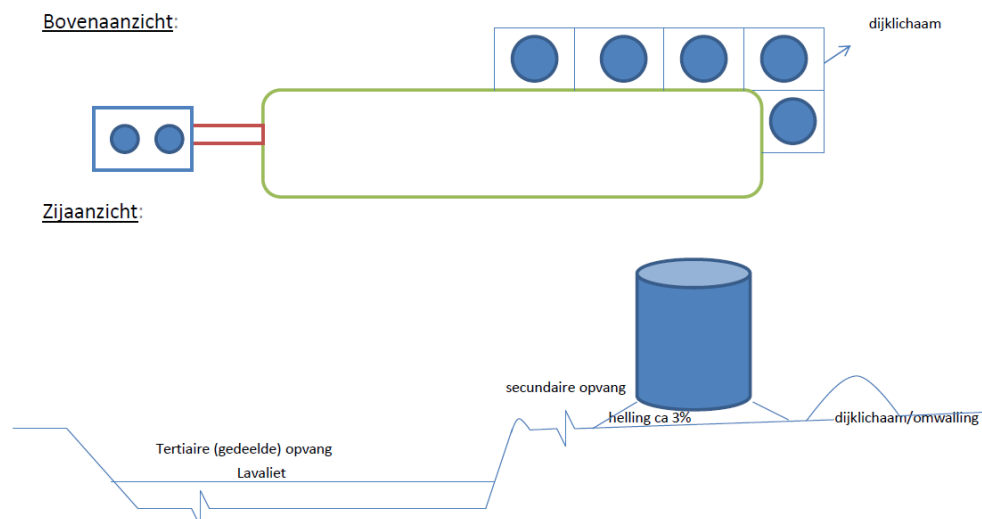 Bovenaanzicht:
dijklichaam
Zijaanzicht:
secundaire opvang
helling ca 3%
dijklichaam/omwalling
Tertiaire (gedeelde) opvang
Lavaliet